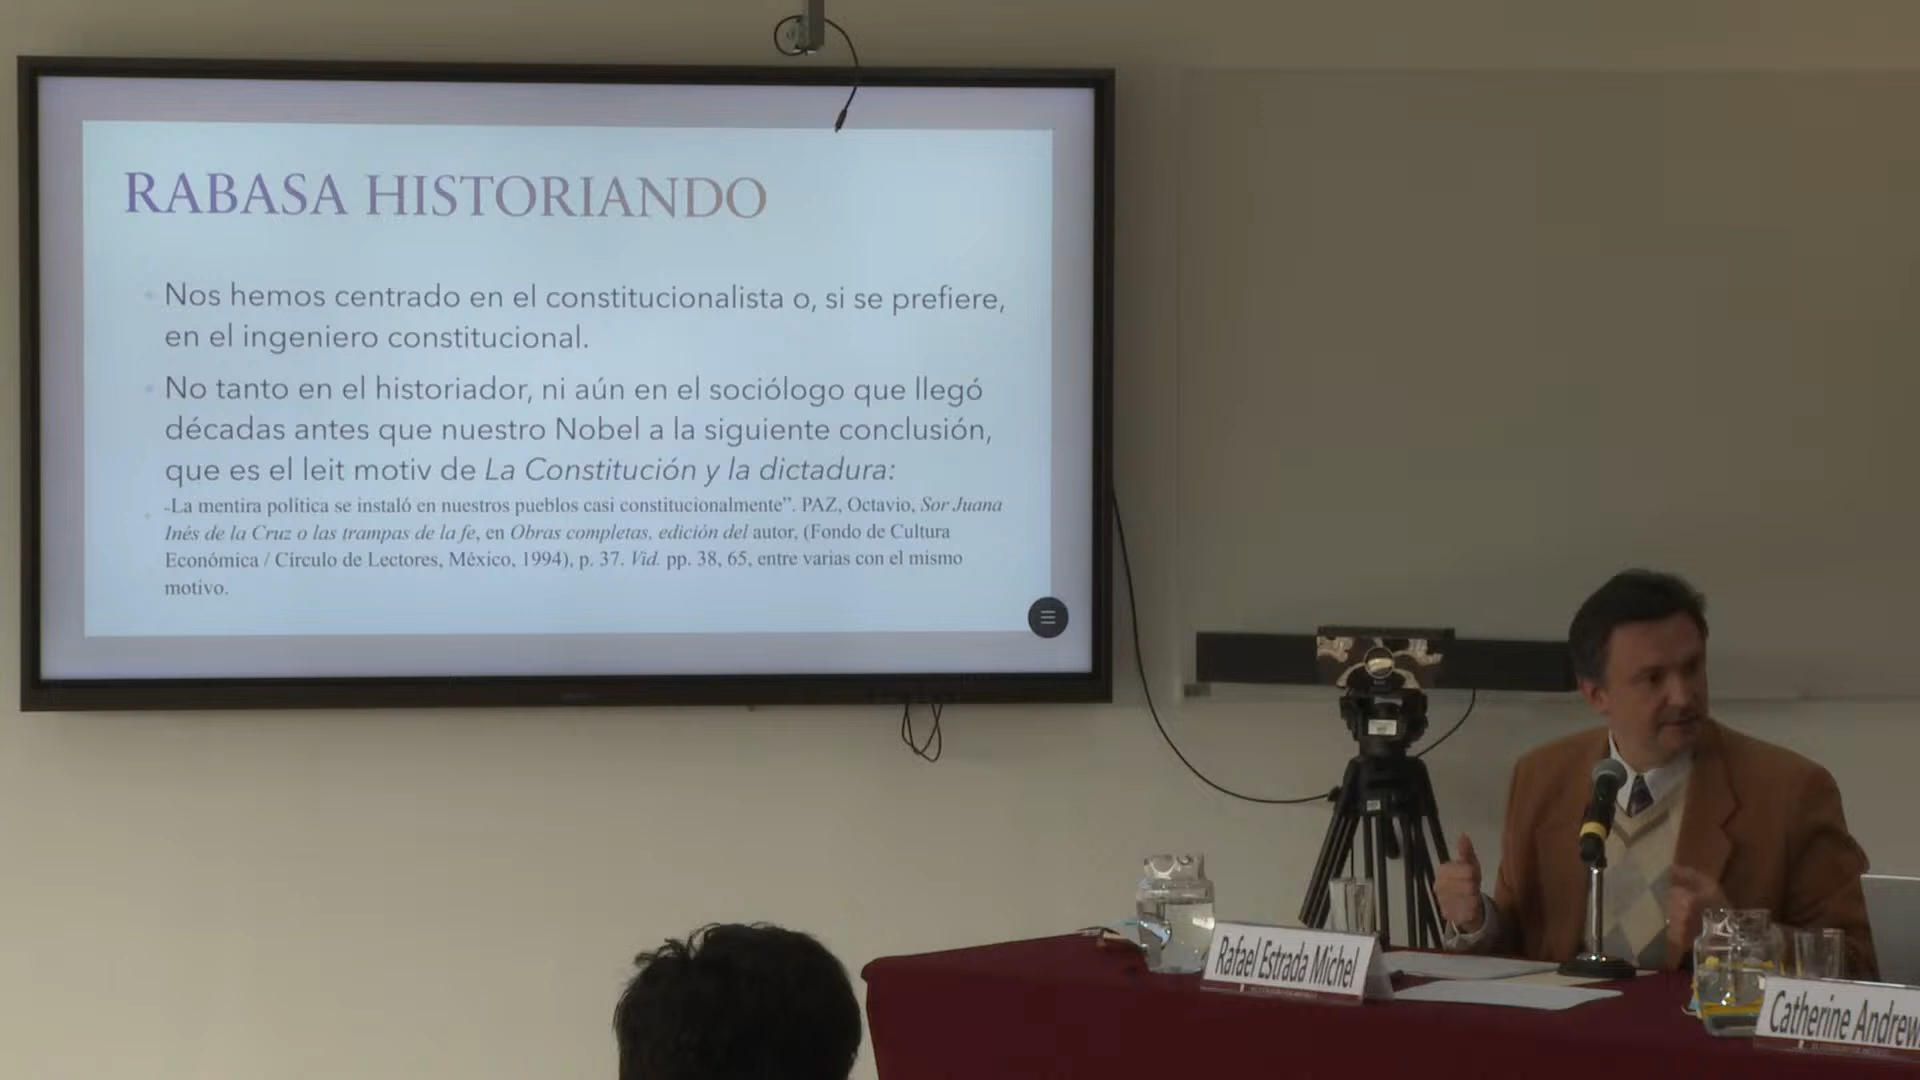 RABASA HISTORIANDO
Nos hemos centrado en el constitucionalista o, si se prefiere,
en el ingeniero constitucional.
No tanto en el historiador, ni aún en el sociólogo que llegó
décadas antes que nuestro Nobel a la siguiente conclusión,
que es el leit motiv de La Constitución y la dictadura:
-La mentira política se instaló en nuestros pueblos casi constitucionalmente”. PAZ, Octavio, Sor Juana
Inés de la Cruz o las trampas de la fe, en Obras completas, edición del autor, (Fondo de Cultura
Económica / Círculo de Lectores, México, 1994), p. 37. Vid. pp. 38, 65, entre varias con el mismo
motivo.
Rafael Estrada Michel
Catherine Andrew